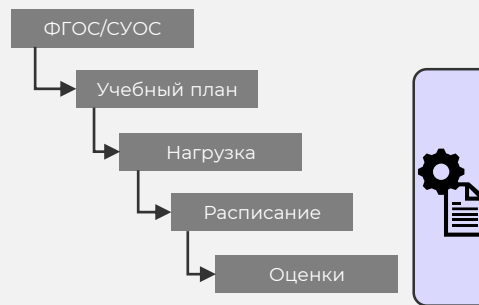 ФГОС/СУОС
Учебный план
Нагрузка
Расписание
Оценки